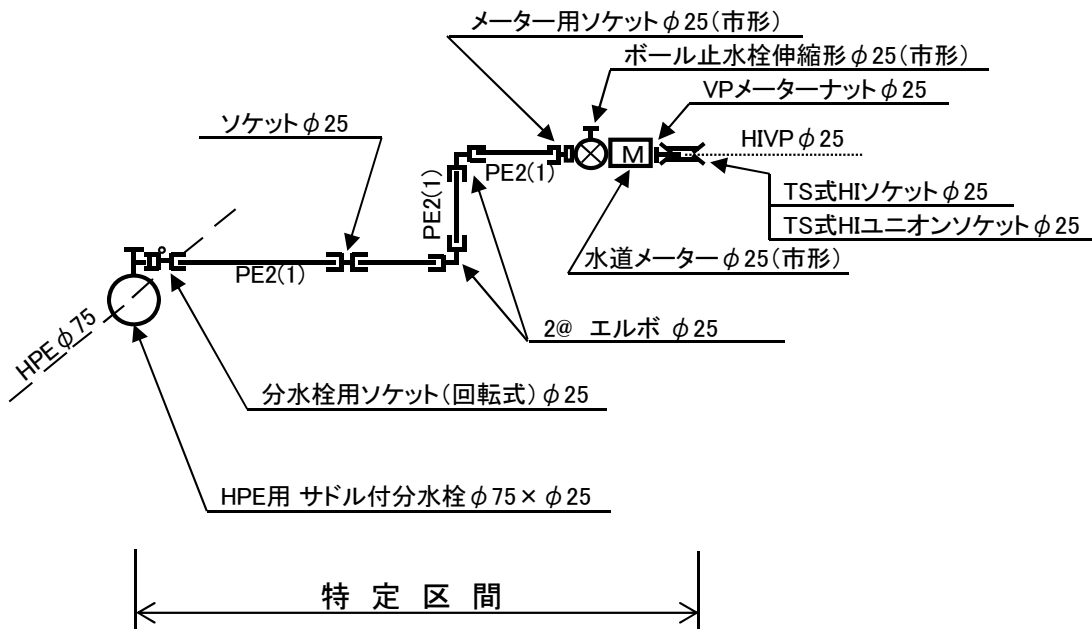 メーター用ソケットφ25(市形)
ボール止水栓伸縮形φ25(市形)
VPメーターナットφ25
ソケットφ25
HIVPφ25
M
PE2(1)
PE2(1)
TS式HIソケットφ25
TS式HIユニオンソケットφ25
PE2(1)
水道メーターφ25(市形)
HPEφ75
2@ エルボ φ25
分水栓用ソケット(回転式)φ25
HPE用 サドル付分水栓φ75×φ25
特 定 区 間